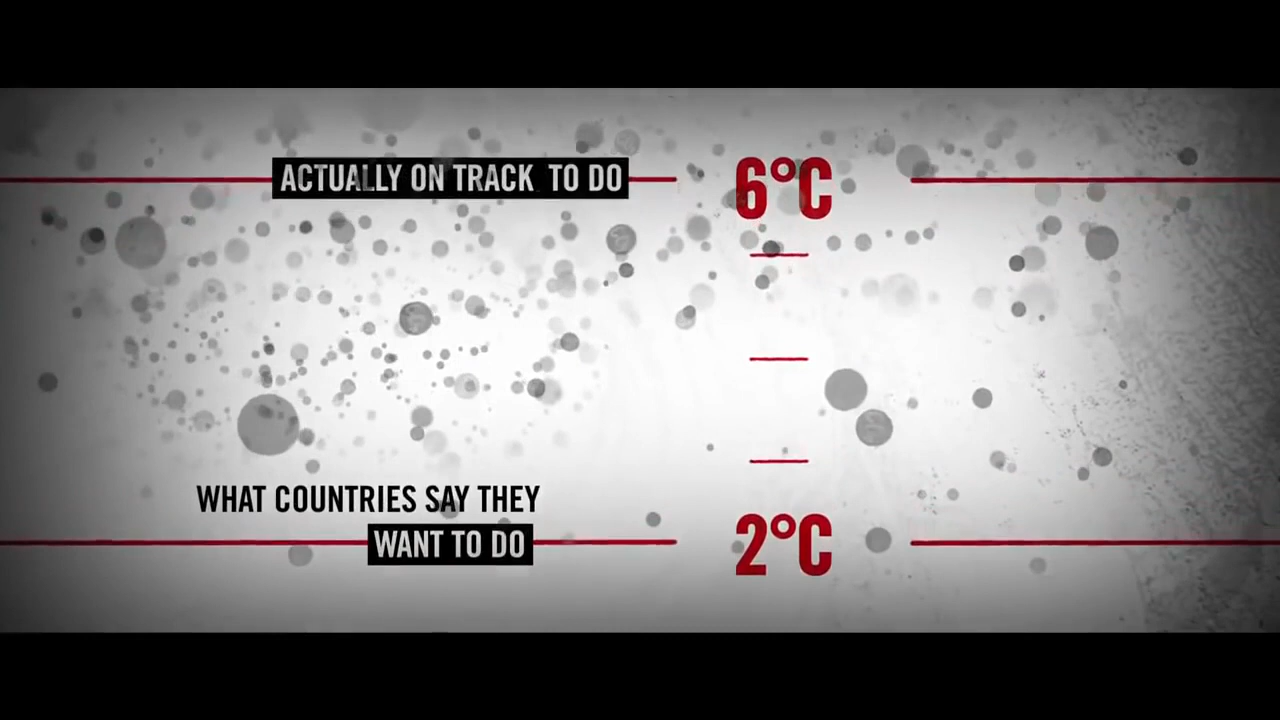 ACTUALLY ON TRACK TO DO
6°C
WHAT COUNTRIES SAY THEY
WANT TO DO
2°C